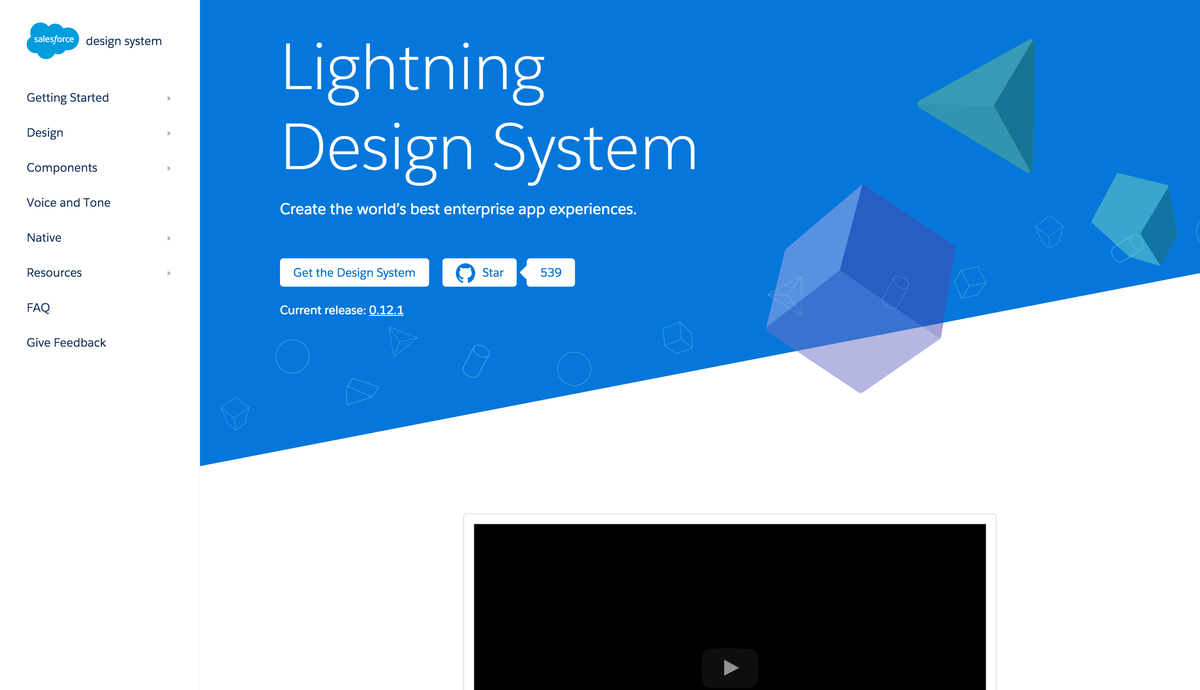 salesforce design system
Getting Started
Design
Components
Voice and Tone
Native
Resources
FAQ
Give Feedback
Lightning
Design System
Create the world’s best enterprise app experiences.
Get the Design System Star 539
Current release: 0.12.1